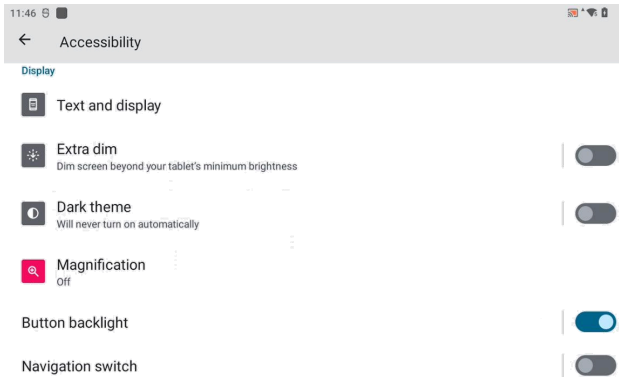 11:46
Accessibility
Display
Text and display
Extra dim
Dim screen beyond your tablet's minimum brightness
Dark theme
Will never turn on automatically
Magnification
Off
Button backlight
Navigation switch